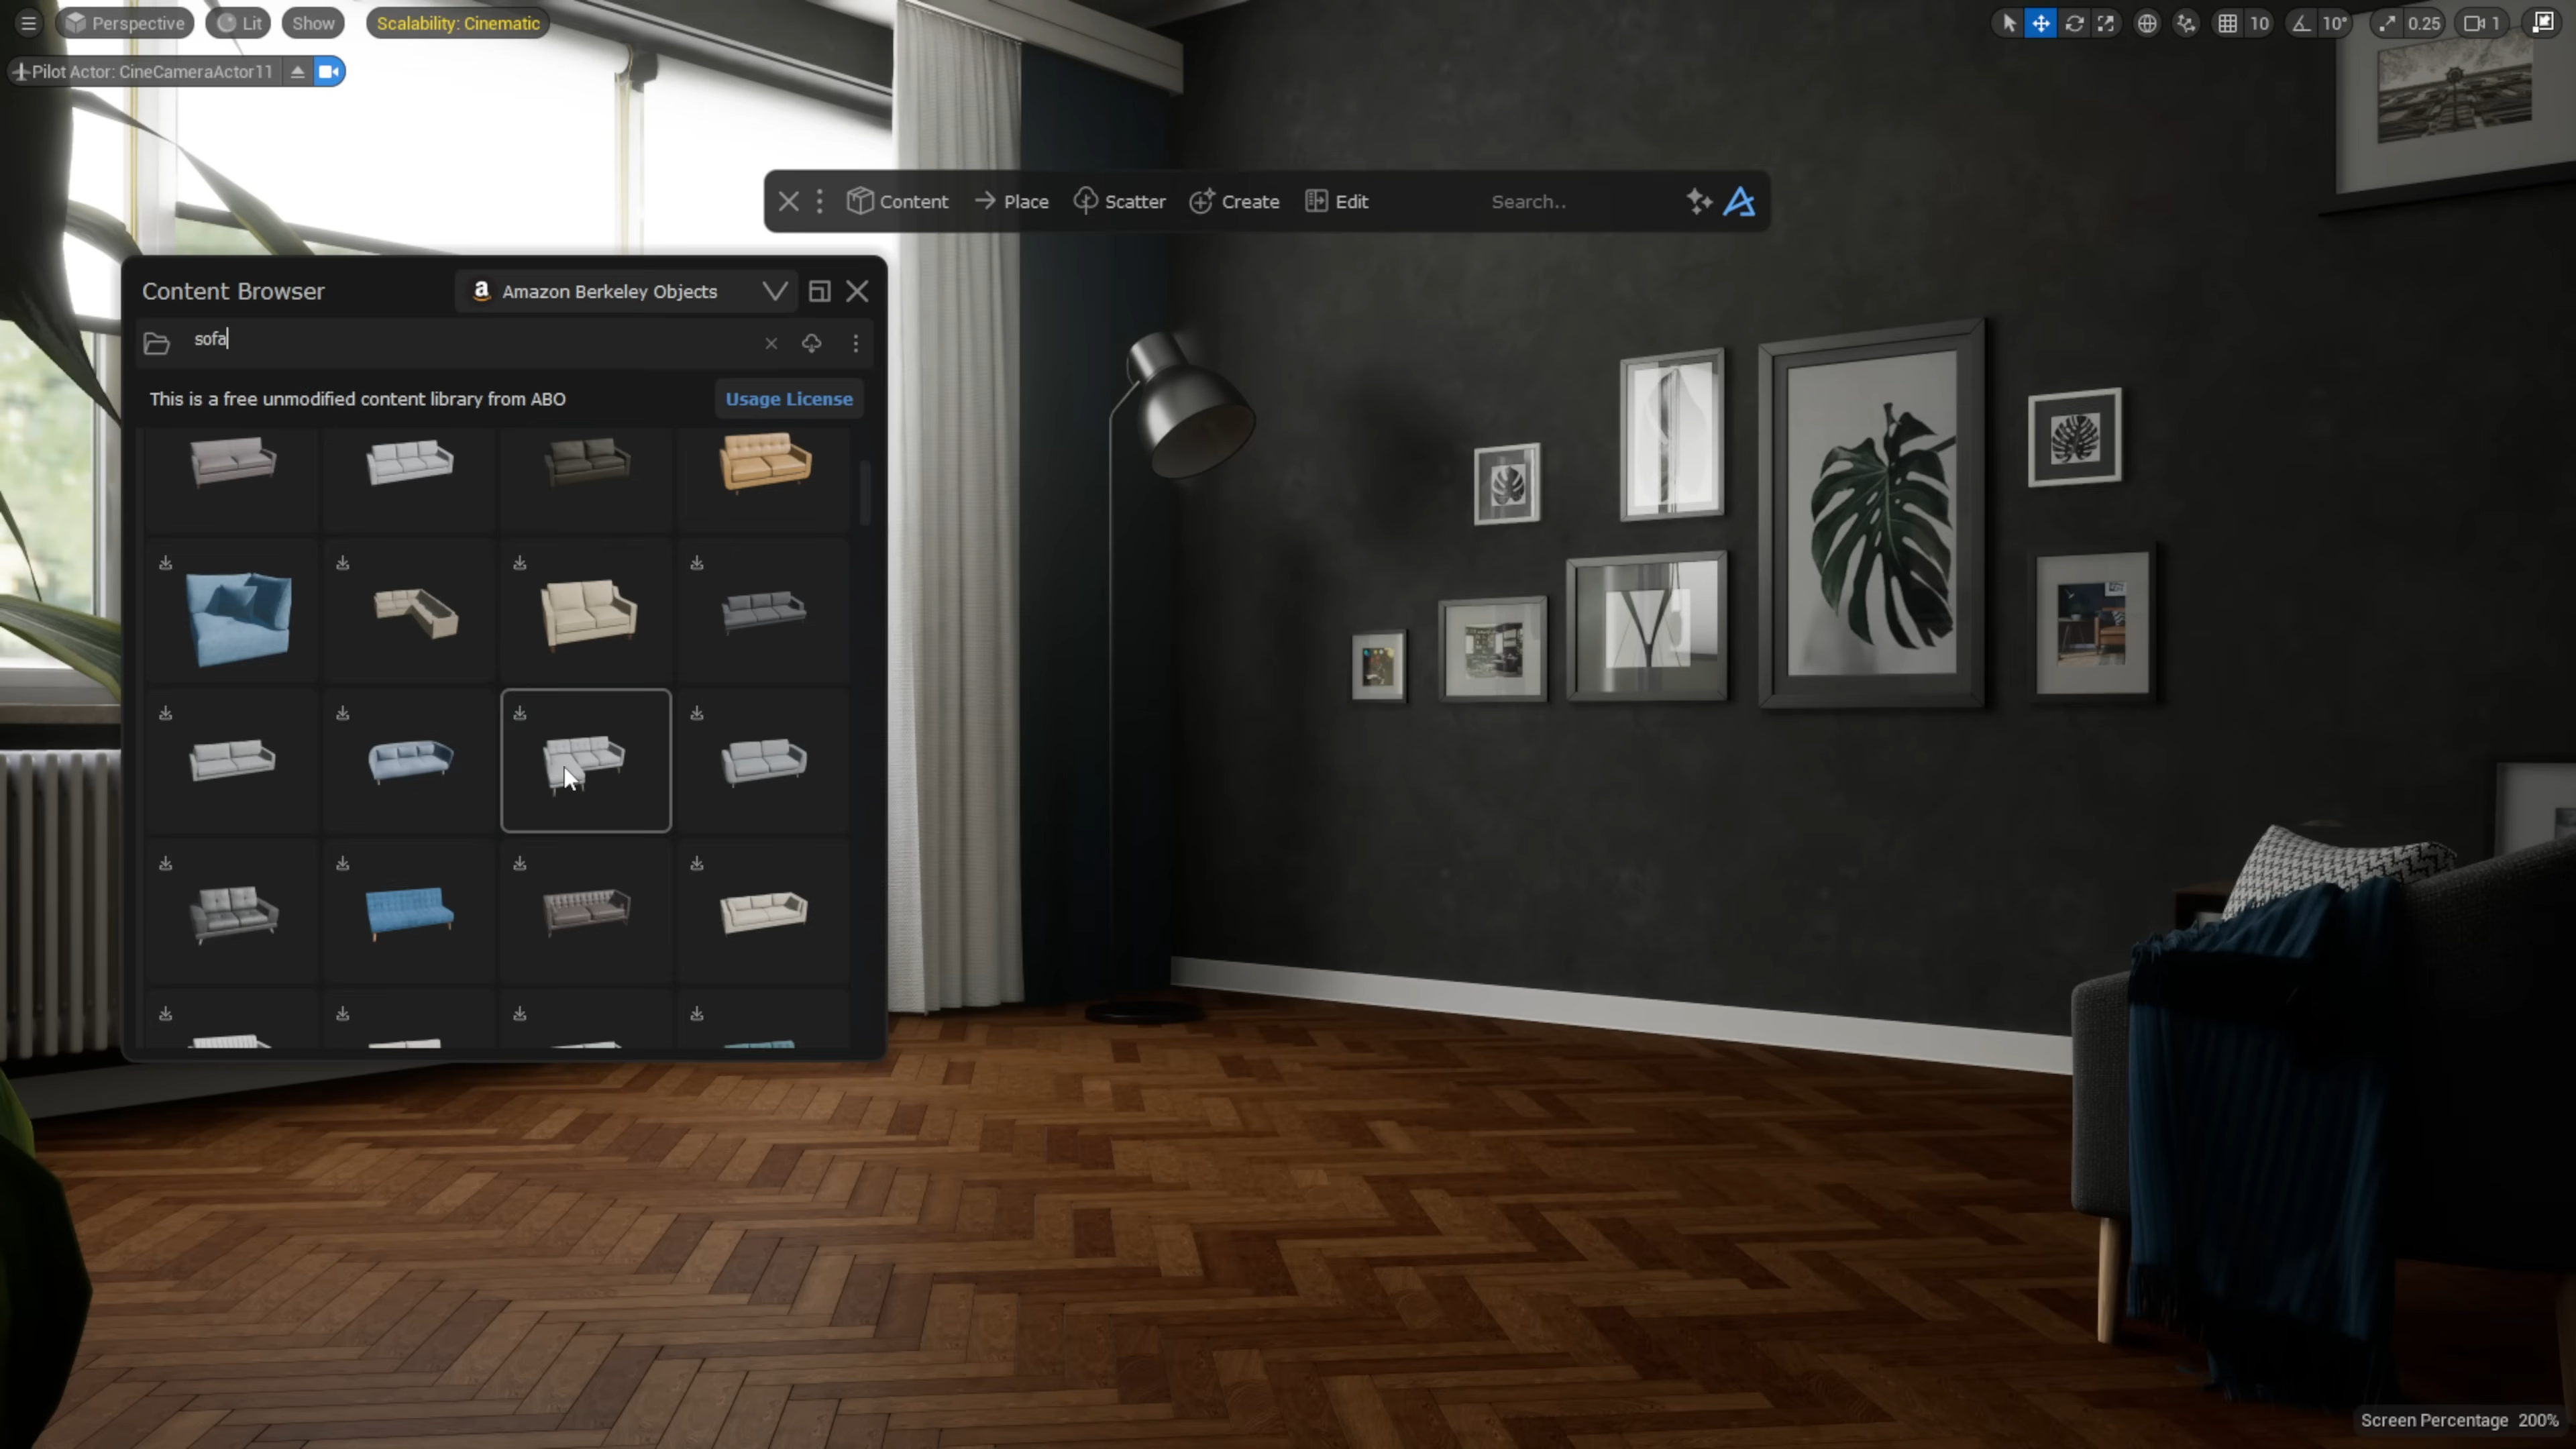 Perspective Lit Show Scalability: Cinematic
10 10° 0.25 1
Pilot Actor: CineCameraActor11
Content Place Scatter Create Edit Search..
Content Browser a Amazon Berkeley Objects
sofa
This is a free unmodified content library from ABO Usage License
Screen Percentage 200%